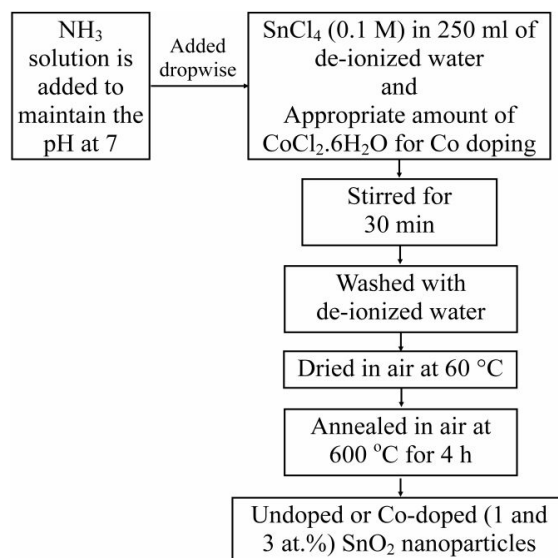 NH3
solution is
added to
maintain the
pH at 7
Added
dropwise
SnCl4 (0.1 M) in 250 ml of
de-ionized water
and
Appropriate amount of
CoCl2.6H2O for Co doping
Stirred for
30 min
Washed with
de-ionized water
Dried in air at 60 °C
Annealed in air at
600 °C for 4 h
Undoped or Co-doped (1 and
3 at.%) SnO2 nanoparticles